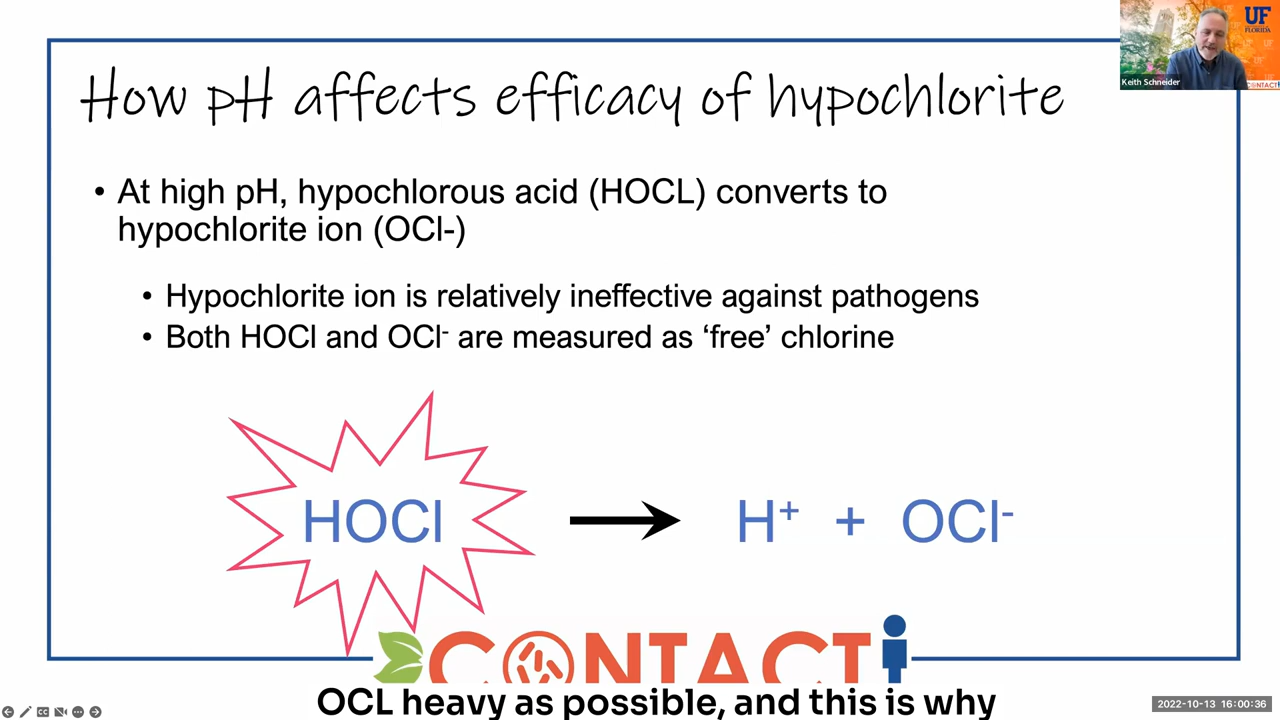 How pH affects efficacy of hypochlorite
• At high pH, hypochlorous acid (HOCL) converts to
hypochlorite ion (OCl-)
• Hypochlorite ion is relatively ineffective against pathogens
• Both HOCl and OCl⁻ are measured as ‘free’ chlorine
HOCl → H⁺ + OCl⁻
CONTACT
OCL heavy as possible, and this is why
UF
FLORIDA
Keith Schneider
CONTACT
2022-10-13 16:00:36